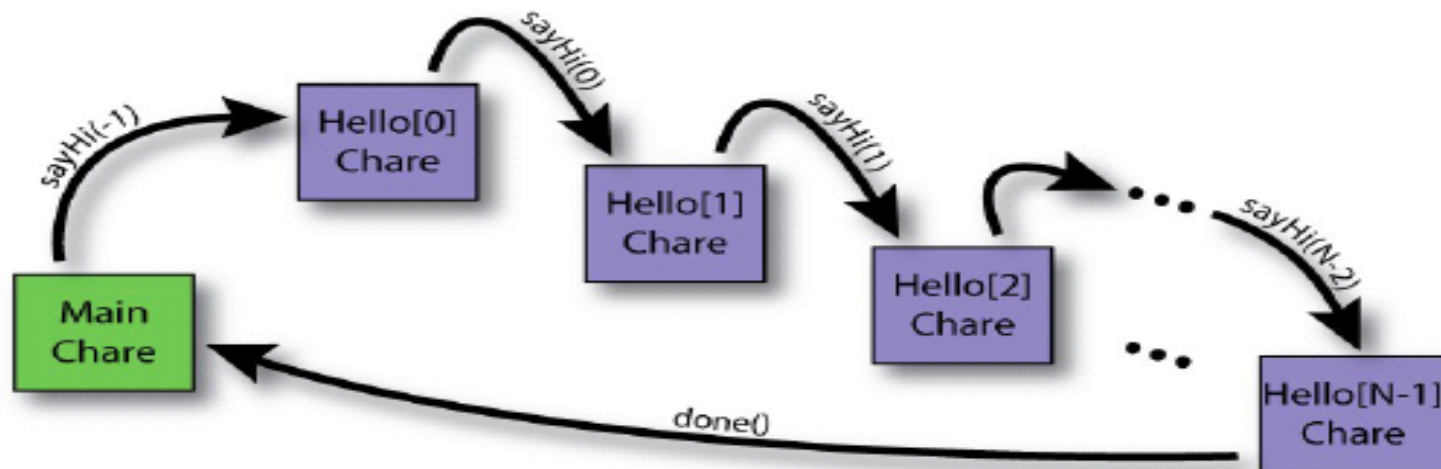 sayHi(-1)
Hello[0]
Chare
sayHi(0)
Hello[1]
Chare
sayHi(1)
Hello[2]
Chare
...
sayHi(N-2)
Main
Chare
...
Hello[N-1]
Chare
done()